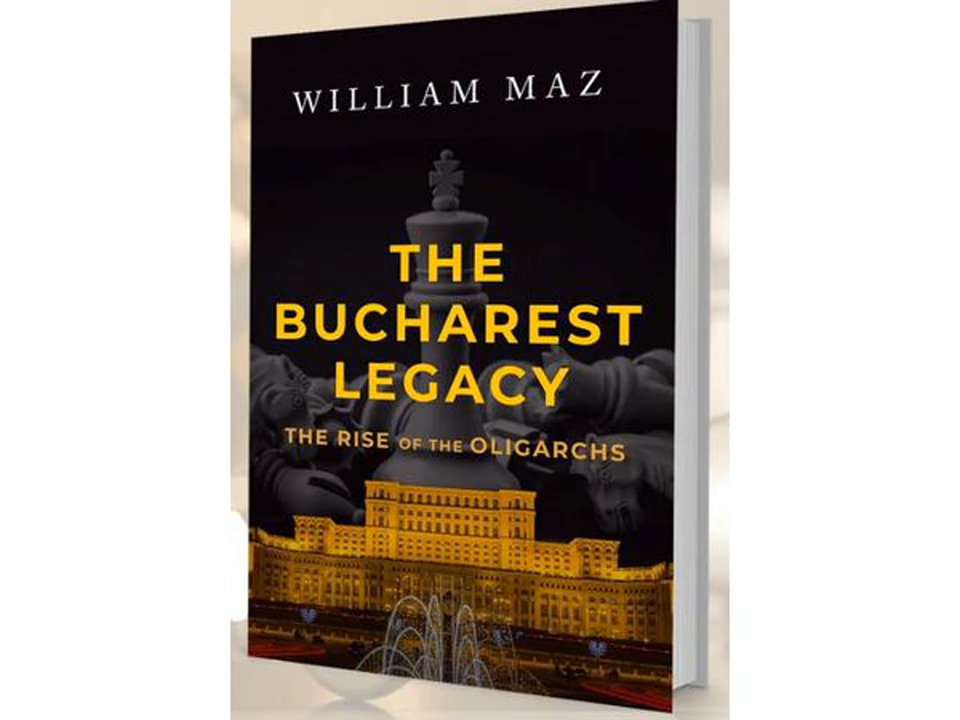 WILLIAM MAZ
THE
BUCHAREST
LEGACY
THE RISE OF THE OLIGARCHS